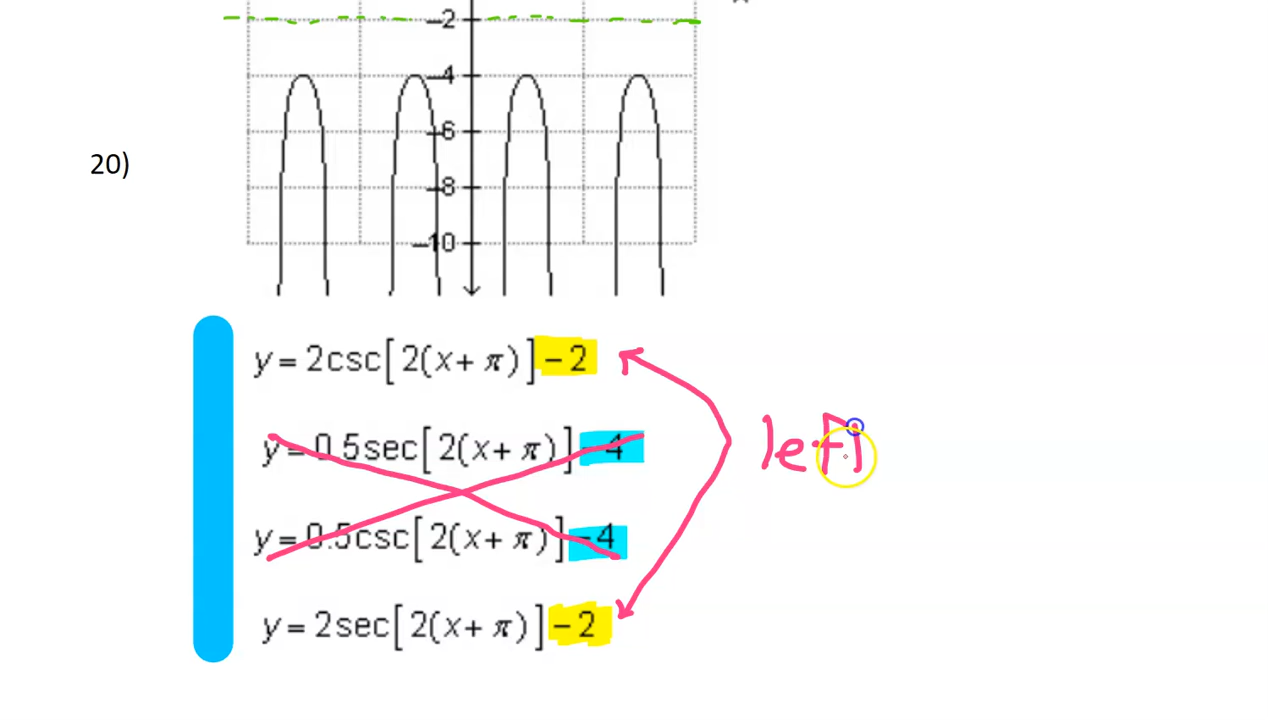 -2
-4
-6
20)
-8
-10
y = 2csc[2(x+ π)] − 2
y = 0.5sec[2(x+ π)] − 4
left
y = 0.5csc[2(x+ π)] − 4
y = 2sec[2(x+ π)] − 2